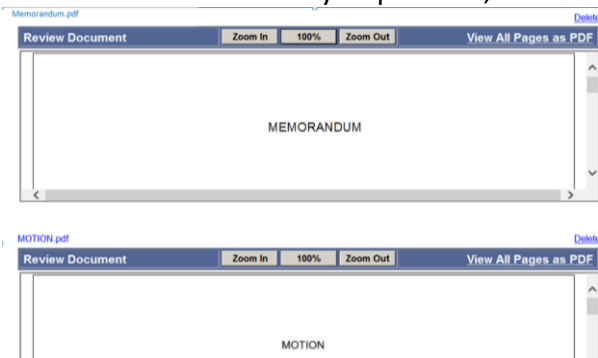 Memorandum.pdf Delete
Review Document Zoom In 100% Zoom Out View All Pages as PDF
MEMORANDUM
MOTION.pdf Delete
Review Document Zoom In 100% Zoom Out View All Pages as PDF
MOTION